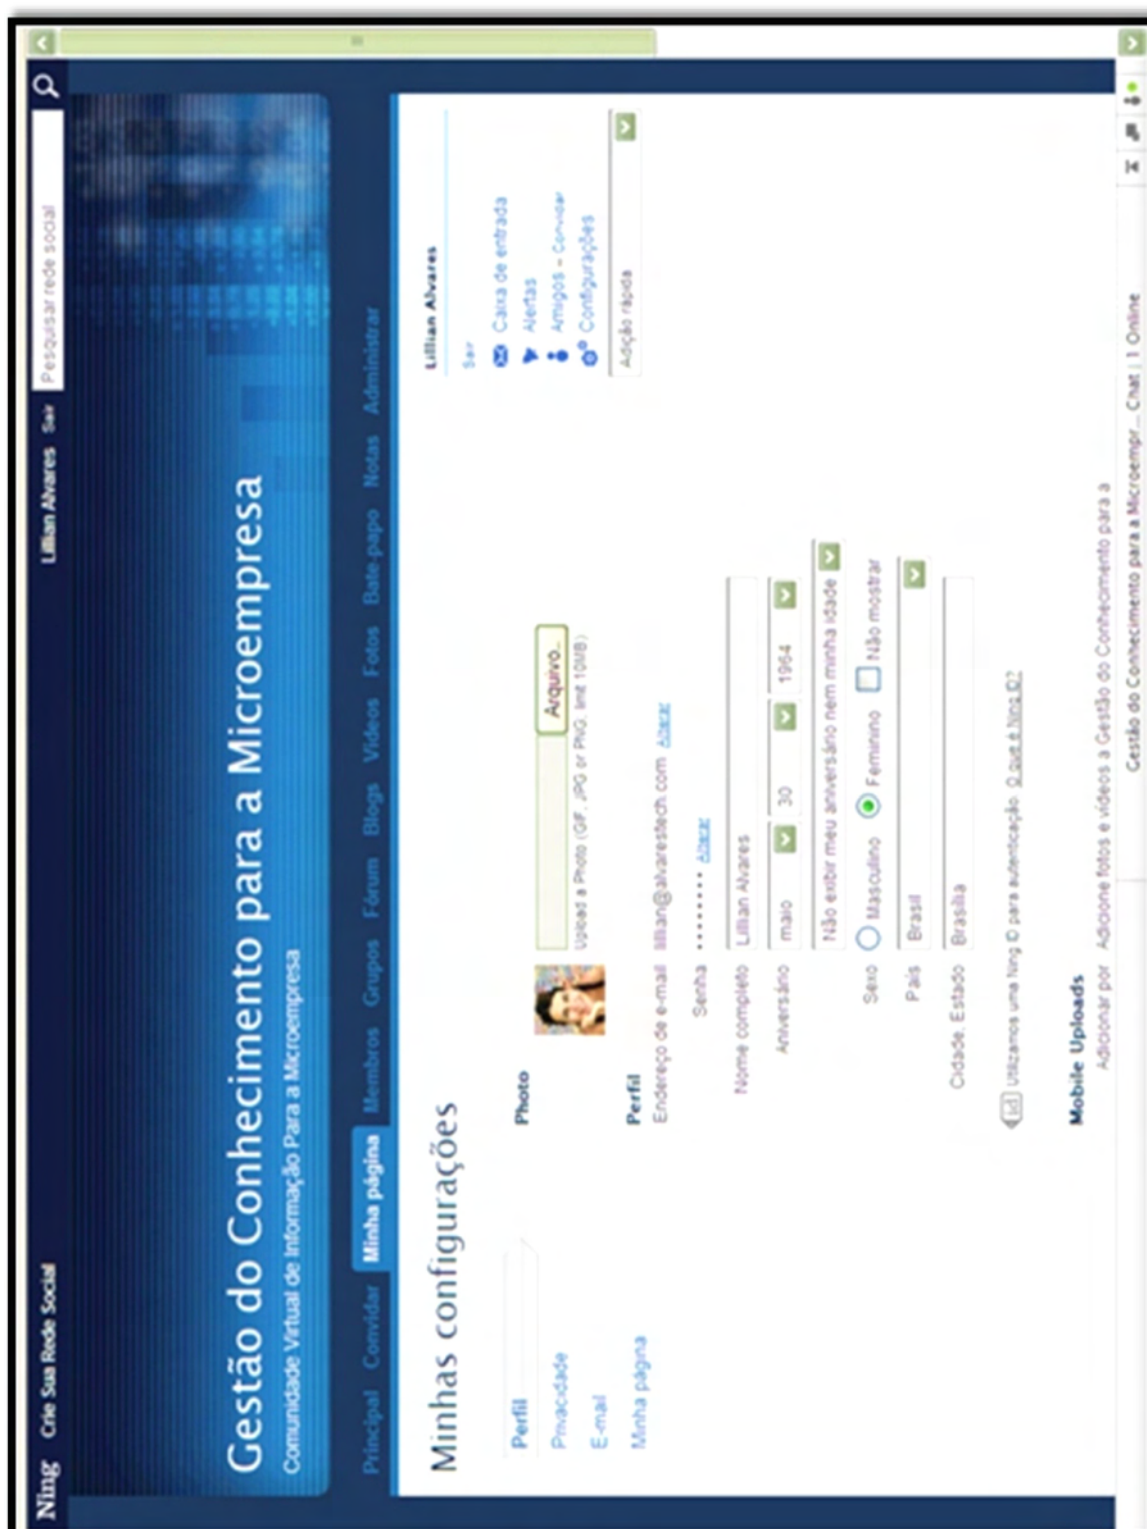 Ning Crie Sua Rede Social Lillian Alvares Sair Pesquisar rede social
Gestão do Conhecimento para a Microempresa
Comunidade Virtual de Informação Para a Microempresa
Principal Convidar Minha página Membros Grupos Fórum Blogs Vídeos Fotos Bate-papo Notas Administrar
Minhas configurações
Perfil
Privacidade
E-mail
Minha página
Photo
Arquivo...
Upload a Photo (GIF, JPG or PNG, limit 10MB)
Perfil
Endereço de e-mail lillian@alvarestech.com Alterar
Senha •••••••• Alterar
Nome completo Lillian Alvares
Aniversário maio 30 1964
Não exibir meu aniversário nem minha idade
Sexo Masculino Feminino Não mostrar
País Brasil
Cidade, Estado Brasília
id Utilizamos uma Ning ID para autenticação. O que é Ning ID?
Mobile Uploads
Adicionar por Adicione fotos e vídeos a Gestão do Conhecimento para a
Lillian Alvares
Sair
Caixa de entrada
Alertas
Amigos – Convidar
Configurações
Adição rápida
Gestão do Conhecimento para a Microempr... Chat | 1 Online